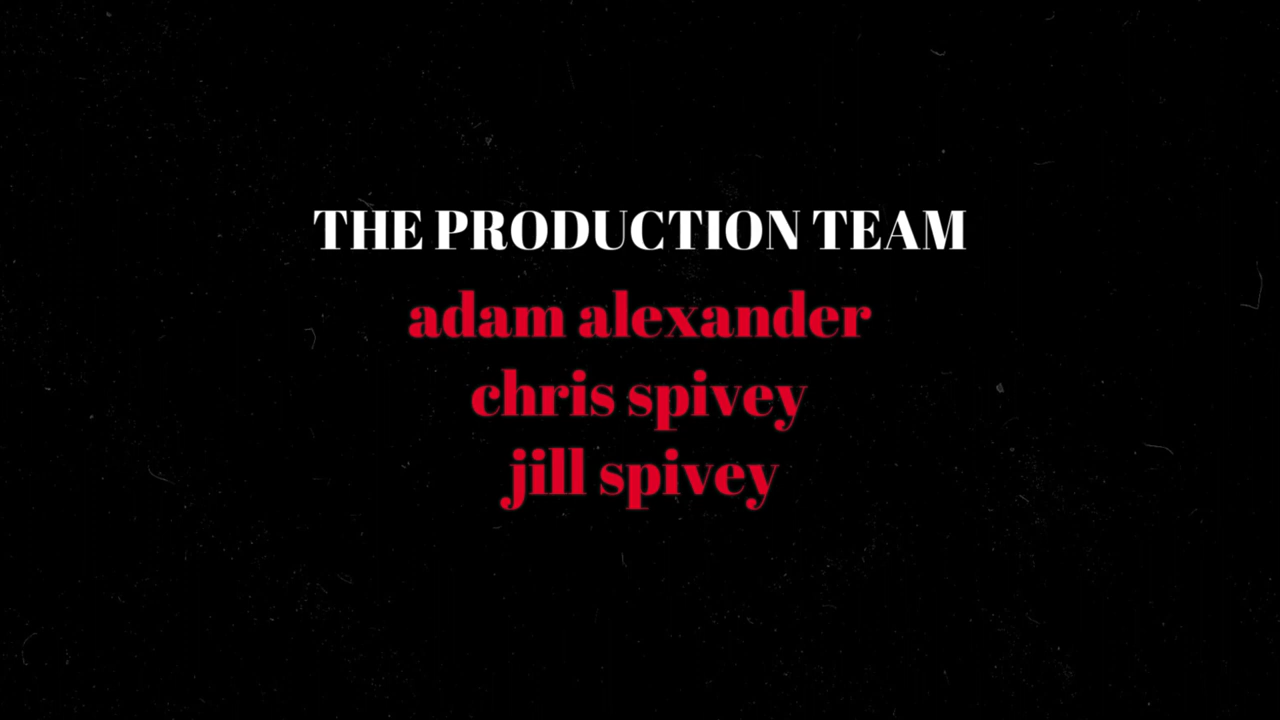 THE PRODUCTION TEAM
adam alexander
chris spivey
jill spivey